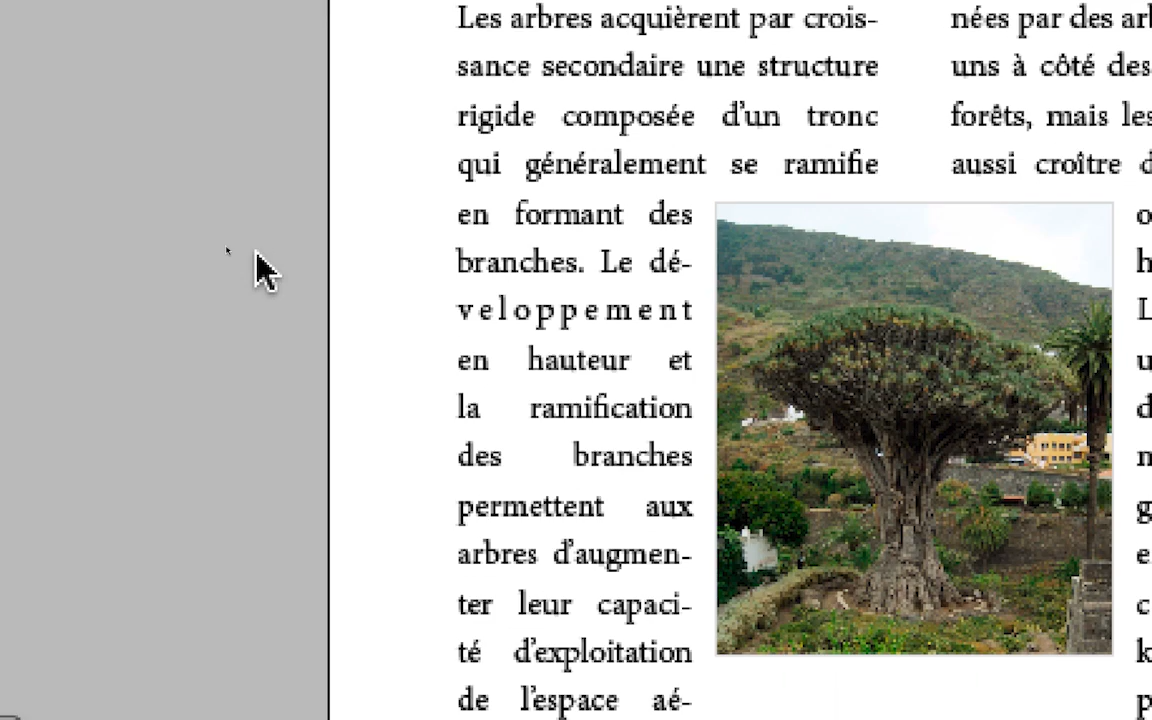 Les arbres acquièrent par crois-
sance secondaire une structure
rigide composée d'un tronc
qui généralement se ramifie
en formant des
branches. Le dé-
veloppement
en hauteur et
la ramification
des branches
permettent aux
arbres d'augmen-
ter leur capaci-
té d'exploitation
de l'espace aé-
nées par des
uns à côté des
forêts, mais les
aussi croître